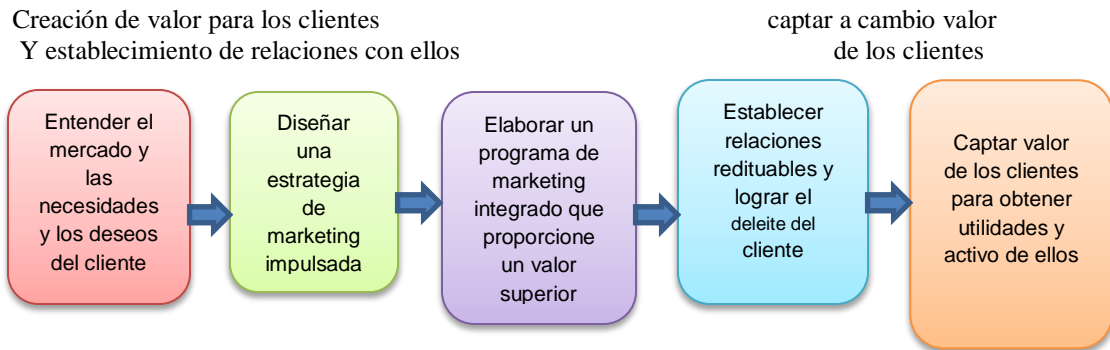 Creación de valor para los clientes
Y establecimiento de relaciones con ellos
captar a cambio valor
de los clientes
Entender el
mercado y
las
necesidades
y los deseos
del cliente
Diseñar
una
estrategia
de
marketing
impulsada
Elaborar un
programa de
marketing
integrado que
proporcione
un valor
superior
Establecer
relaciones
redituables y
lograr el
deleite del
cliente
Captar valor
de los clientes
para obtener
utilidades y
activo de ellos